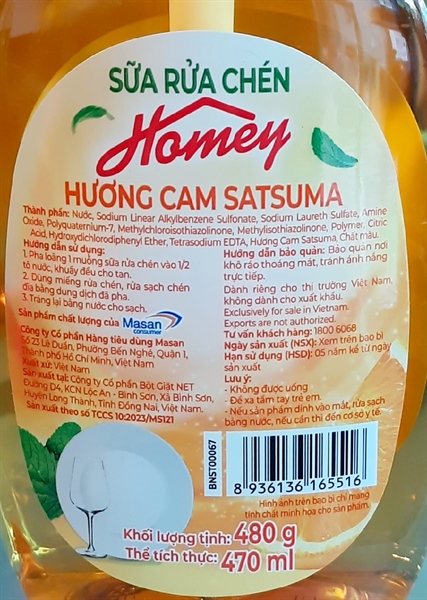 SỮA RỬA CHÉN
Homey
HƯƠNG CAM SATSUMA
Thành phần: Nước, Sodium Linear Alkylbenzene Sulfonate, Sodium Laureth Sulfate, Amine
Oxide, Polyquaternium-7, Methylchloroisothiazolinone, Methylisothiazolinone, Polymer, Citric
Acid, Hydroxydichlorodiphenyl Ether, Tetrasodium EDTA, Hương Cam Satsuma, Chất màu.
Hướng dẫn sử dụng:
1. Pha loãng 1 muỗng sữa rửa chén vào 1/2
tô nước, khuấy đều cho tan.
2. Dùng miếng rửa chén, rửa sạch chén
đĩa bằng dung dịch đã pha.
3. Tráng lại bằng nước cho sạch.
Sản phẩm chất lượng của Masan
consumer
Công ty Cổ phần Hàng tiêu dùng Masan
Số 23 Lê Duẩn, Phường Bến Nghé, Quận 1,
Thành phố Hồ Chí Minh, Việt Nam
Xuất xứ: Việt Nam
Sản xuất tại: Công ty Cổ phần Bột Giặt NET
Đường D4, KCN Lộc An - Bình Sơn, Xã Bình Sơn,
Huyện Long Thành, Tỉnh Đồng Nai, Việt Nam.
Sản xuất theo số TCCS 10:2023/MS121
Hướng dẫn bảo quản: Bảo quản nơi
khô ráo thoáng mát, tránh ánh nắng
trực tiếp.
Dành riêng cho thị trường Việt Nam,
không dành cho xuất khẩu.
Exclusively for sale in Vietnam.
Exports are not authorized.
Tư vấn khách hàng: 1800 6068
Ngày sản xuất (NSX): Xem trên bao bì
Hạn sử dụng (HSD): 05 năm kể từ ngày
sản xuất
Lưu ý:
- Không được uống
- Để xa tầm tay trẻ em.
- Nếu sản phẩm dính vào mắt, rửa sạch
bằng nước, nếu cần thì đến cơ sở y tế
BNST00067
8 936136 165516
Hình ảnh trên bao bì chỉ mang
tính chất minh họa cho sản phẩm.
Khối lượng tịnh: 480 g
Thể tích thực: 470 ml